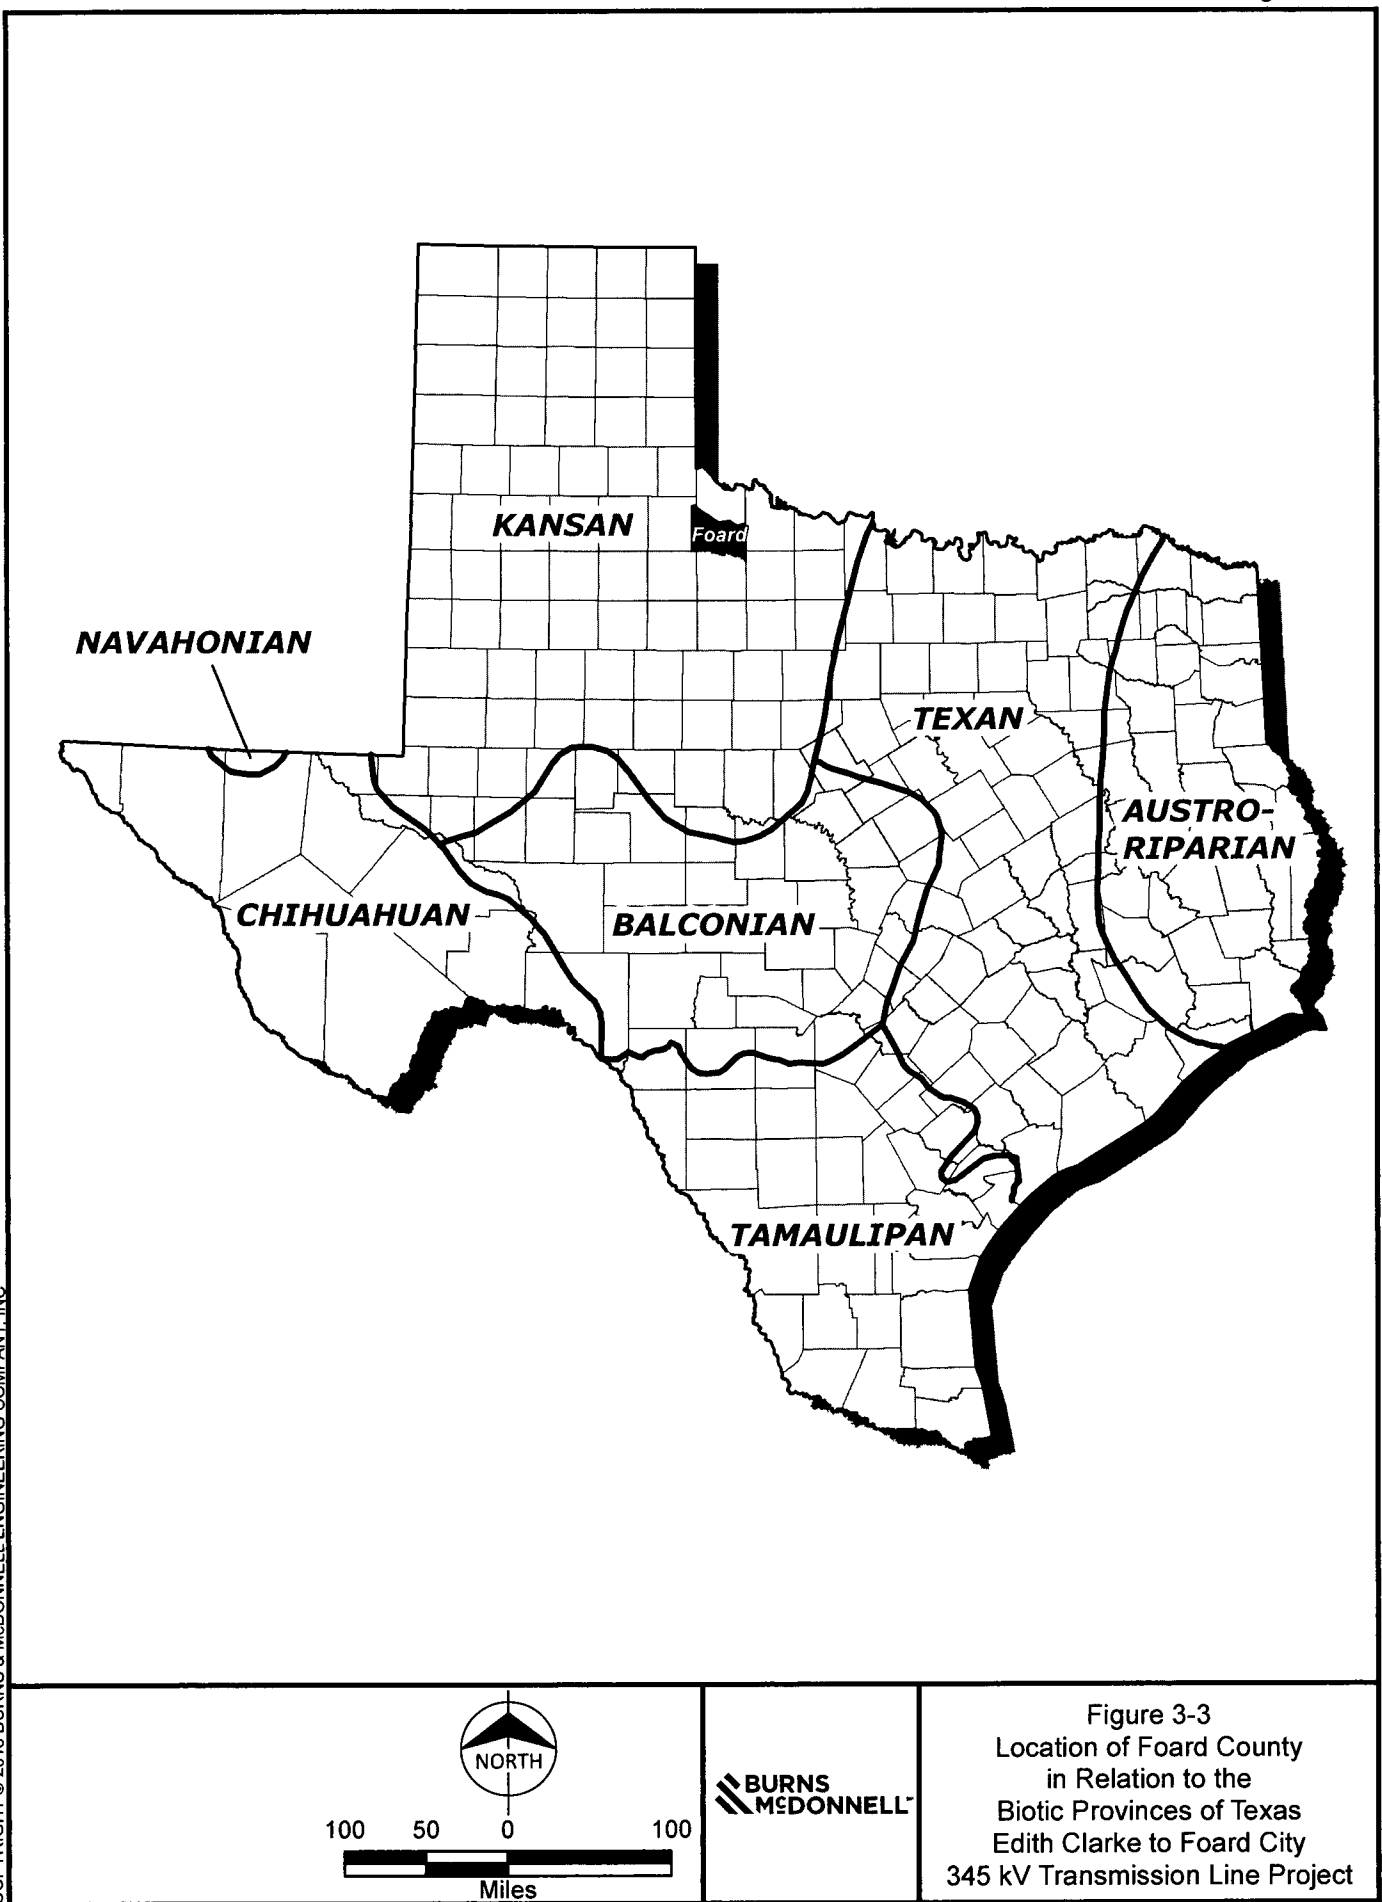 KANSAN
Foard
NAVAHONIAN
TEXAN
AUSTRO-
RIPARIAN
CHIHUAHUAN
BALCONIAN
TAMAULIPAN
NORTH
100 50 0 100
Miles
BURNS
MCDONNELL
Figure 3-3
Location of Foard County
in Relation to the
Biotic Provinces of Texas
Edith Clarke to Foard City
345 kV Transmission Line Project